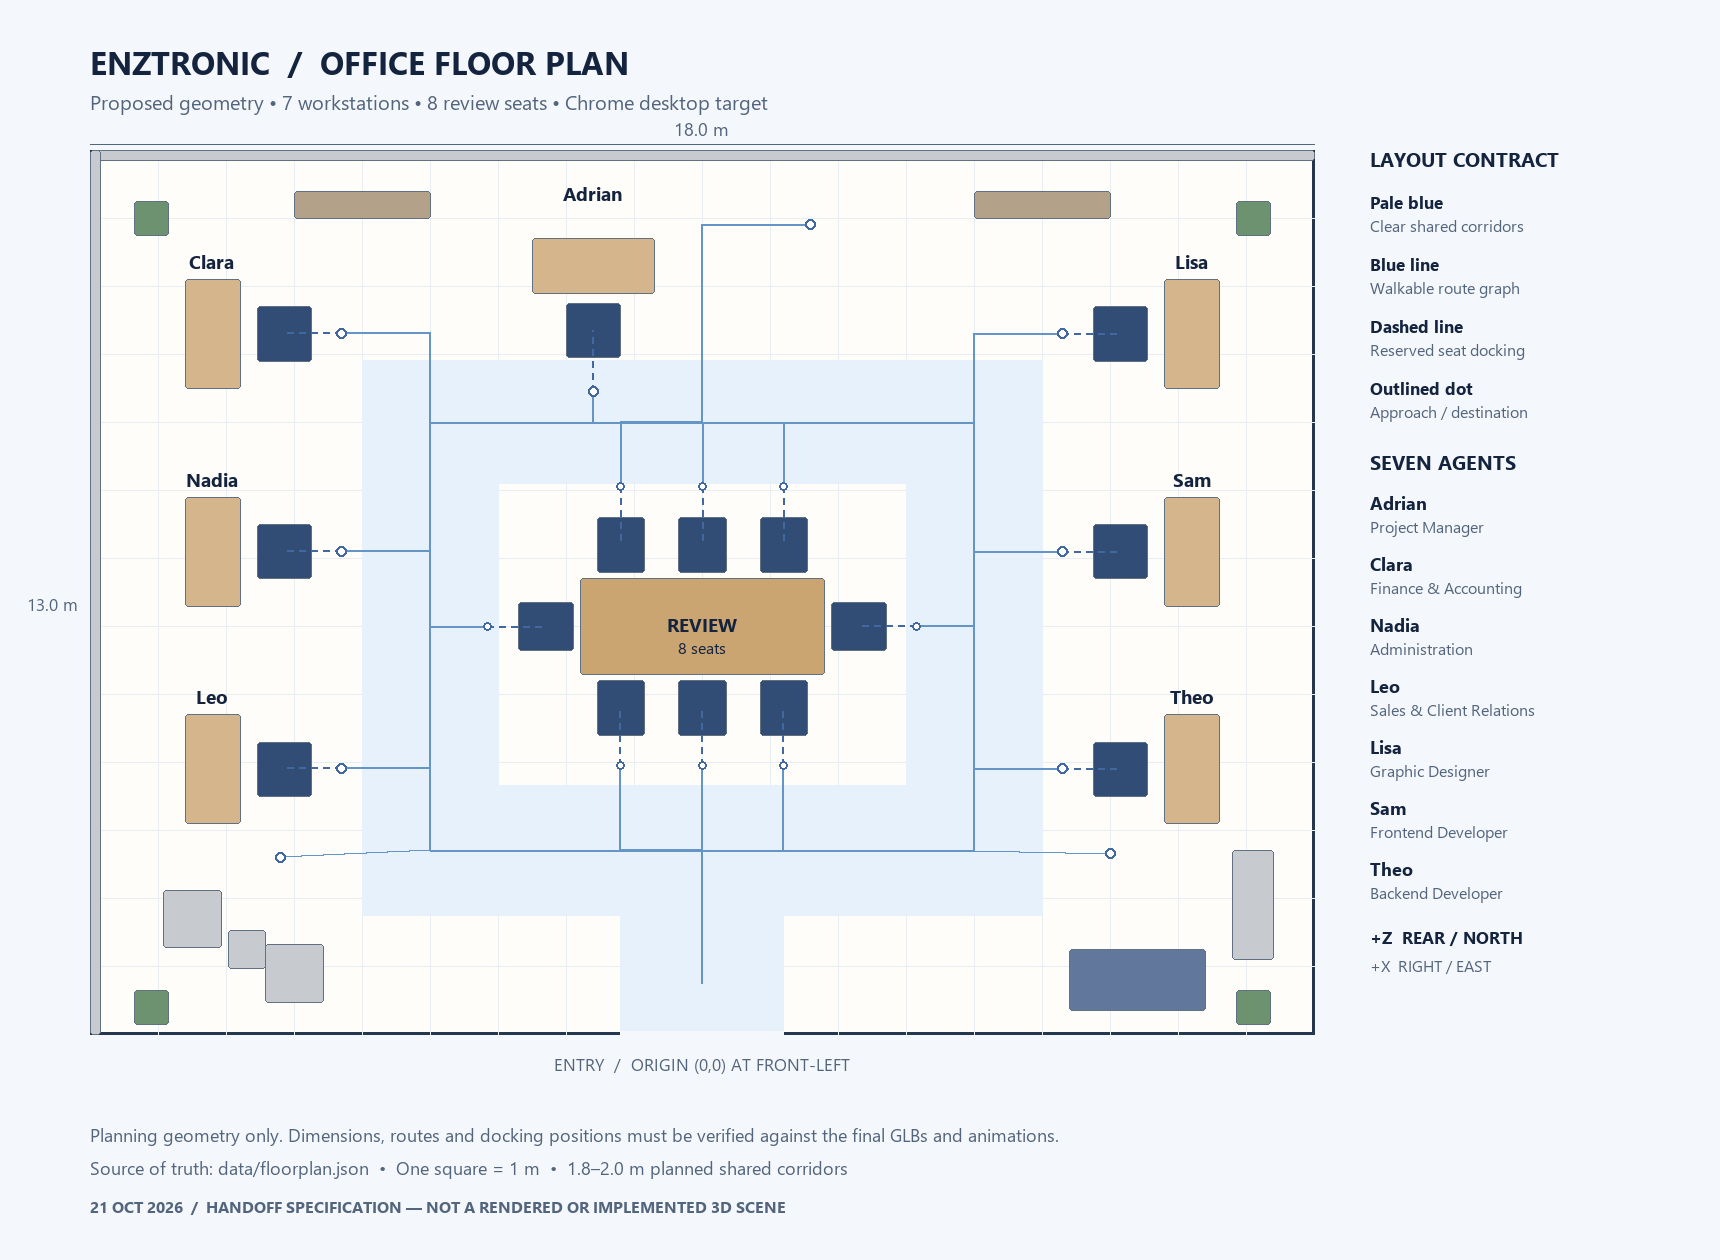 ENZTRONIC / OFFICE FLOOR PLAN
Proposed geometry • 7 workstations • 8 review seats • Chrome desktop target
18.0 m
13.0 m
Adrian
Clara
Lisa
Nadia
Sam
REVIEW
8 seats
Leo
Theo
ENTRY / ORIGIN (0,0) AT FRONT-LEFT
LAYOUT CONTRACT
Pale blue
Clear shared corridors
Blue line
Walkable route graph
Dashed line
Reserved seat docking
Outlined dot
Approach / destination
SEVEN AGENTS
Adrian
Project Manager
Clara
Finance & Accounting
Nadia
Administration
Leo
Sales & Client Relations
Lisa
Graphic Designer
Sam
Frontend Developer
Theo
Backend Developer
+Z REAR / NORTH
+X RIGHT / EAST
Planning geometry only. Dimensions, routes and docking positions must be verified against the final GLBs and animations.
Source of truth: data/floorplan.json • One square = 1 m • 1.8–2.0 m planned shared corridors
21 OCT 2026 / HANDOFF SPECIFICATION — NOT A RENDERED OR IMPLEMENTED 3D SCENE